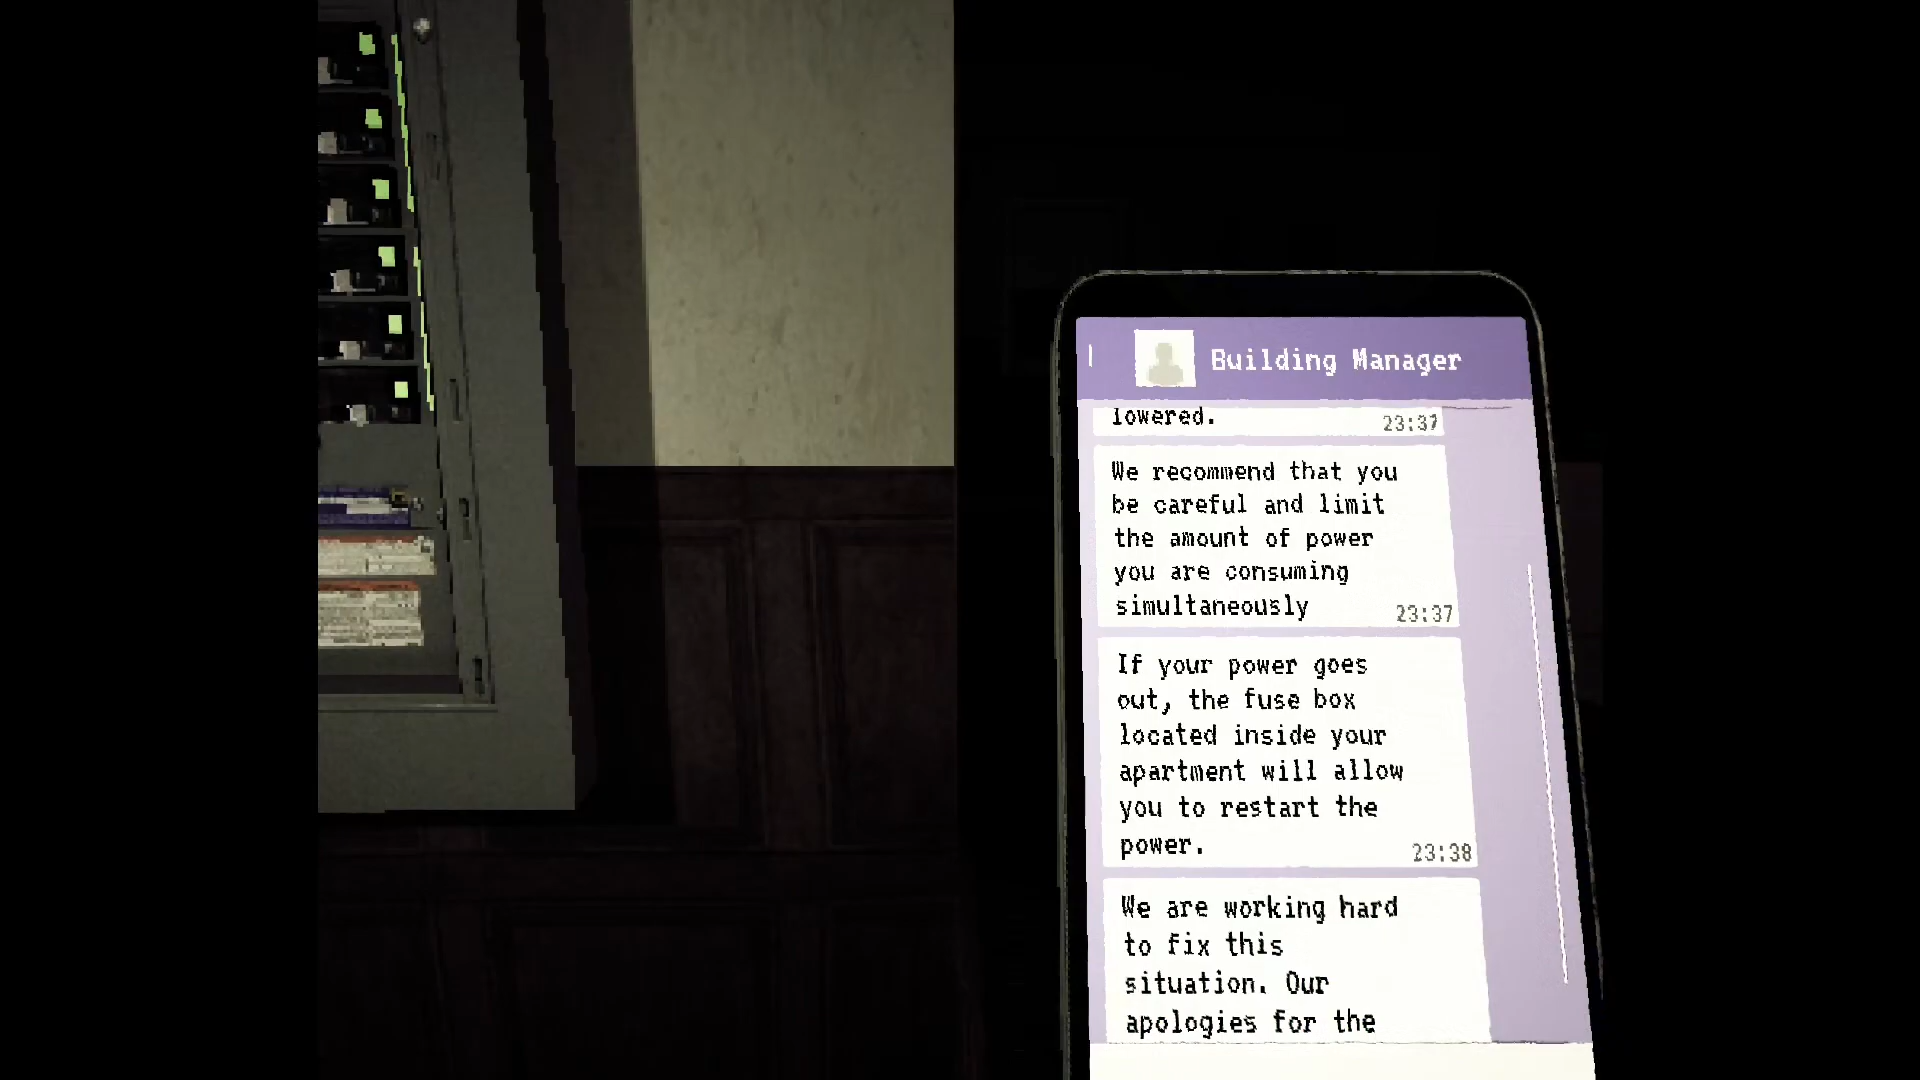 Building Manager
lowered.
23:37
We recommend that you
be careful and limit
the amount of power
you are consuming
simultaneously
23:37
If your power goes
out, the fuse box
located inside your
apartment will allow
you to restart the
power.
23:38
We are working hard
to fix this
situation. Our
apologies for the